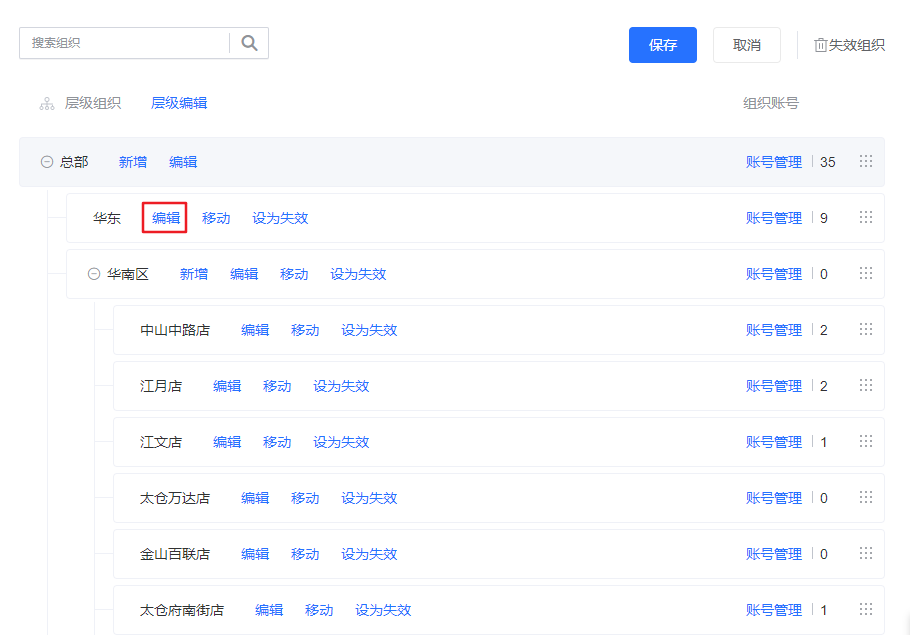 搜索组织 保存 取消 失效组织
层级组织 层级编辑 组织账号
总部 新增 编辑 账号管理 35
华东 编辑 移动 设为失效 账号管理 9
华南区 新增 编辑 移动 设为失效 账号管理 0
中山中路店 编辑 移动 设为失效 账号管理 2
江月店 编辑 移动 设为失效 账号管理 2
江文店 编辑 移动 设为失效 账号管理 1
太仓万达店 编辑 移动 设为失效 账号管理 0
金山百联店 编辑 移动 设为失效 账号管理 0
太仓府南街店 编辑 移动 设为失效 账号管理 1